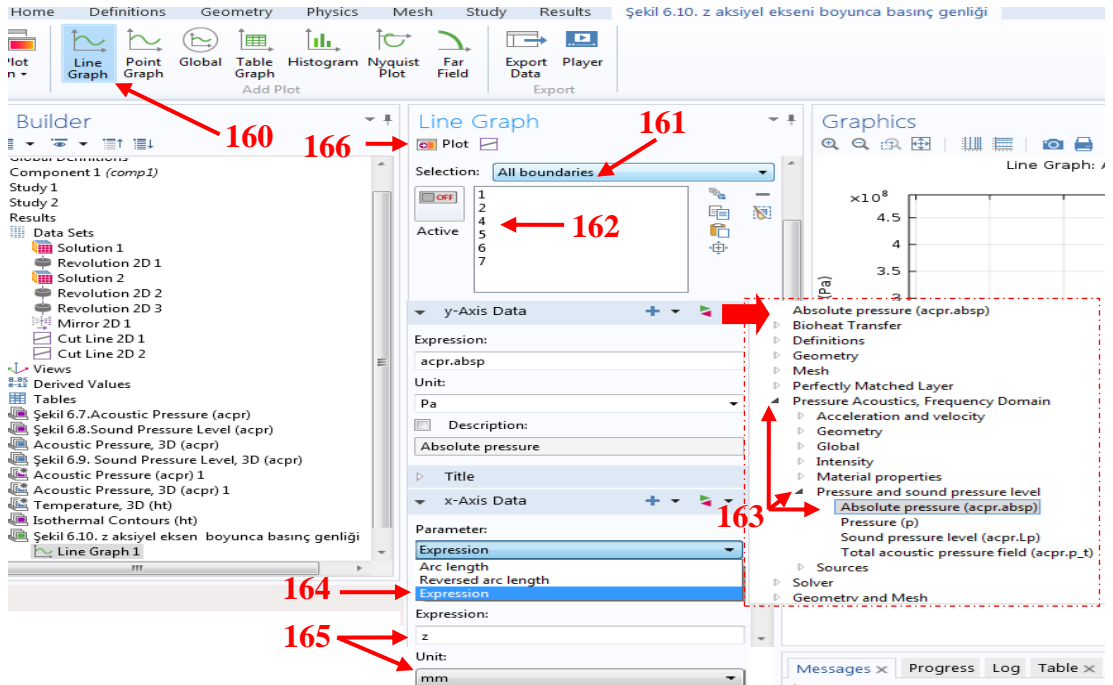 Home Definitions Geometry Physics Mesh Study Results Şekil 6.10. z aksiyel ekseni boyunca basınç genliği
Plot
n
Line Graph
Point Graph
Global
Table Graph
Histogram
Nyquist Plot
Far Field
Export Data
Player
Add Plot
Export
160
Builder
Global Definitions
Component 1 (comp1)
Study 1
Study 2
Results
Data Sets
Solution 1
Revolution 2D 1
Solution 2
Revolution 2D 2
Revolution 2D 3
Mirror 2D 1
Cut Line 2D 1
Cut Line 2D 2
Views
8.85
e-12
Derived Values
Tables
Şekil 6.7.Acoustic Pressure (acpr)
Şekil 6.8.Sound Pressure Level (acpr)
Acoustic Pressure, 3D (acpr)
Şekil 6.9. Sound Pressure Level, 3D (acpr)
Acoustic Pressure (acpr) 1
Acoustic Pressure, 3D (acpr) 1
Temperature, 3D (ht)
Isothermal Contours (ht)
Şekil 6.10. z aksiyel eksen boyunca basınç genliği
Line Graph 1
Line Graph
161
166
Plot
Selection: All boundaries
OFF
Active
1
2
4
5
6
7
162
y-Axis Data
Expression:
acpr.absp
Unit:
Pa
Description:
Absolute pressure
Title
x-Axis Data
Parameter:
Expression
Arc length
Reversed arc length
Expression
164
Expression:
z
165
Unit:
mm
Graphics
Line Graph: A
×10⁸
4.5
4
3.5
3
(Pa)
Absolute pressure (acpr.absp)
Bioheat Transfer
Definitions
Geometry
Mesh
Perfectly Matched Layer
Pressure Acoustics, Frequency Domain
Acceleration and velocity
Geometry
Global
Intensity
Material properties
Pressure and sound pressure level
163
Absolute pressure (acpr.absp)
Pressure (p)
Sound pressure level (acpr.Lp)
Total acoustic pressure field (acpr.p_t)
Sources
Solver
Geometry and Mesh
Messages × Progress Log Table ×